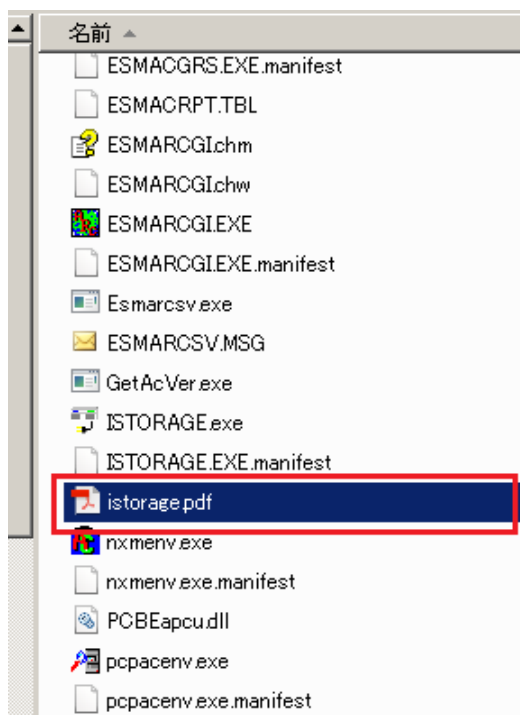 名前
ESMACGRS.EXE.manifest
ESMACRPT.TBL
ESMARCGI.chm
ESMARCGI.chw
ESMARCGI.EXE
ESMARCGI.EXE.manifest
Esmarcsv.exe
ESMARCSV.MSG
GetAcVer.exe
ISTORAGE.exe
ISTORAGE.EXE.manifest
istorage.pdf
nxmenv.exe
nxmenv.exe.manifest
PCBEapcu.dll
pcpacenv.exe
pcpacenv.exe.manifest